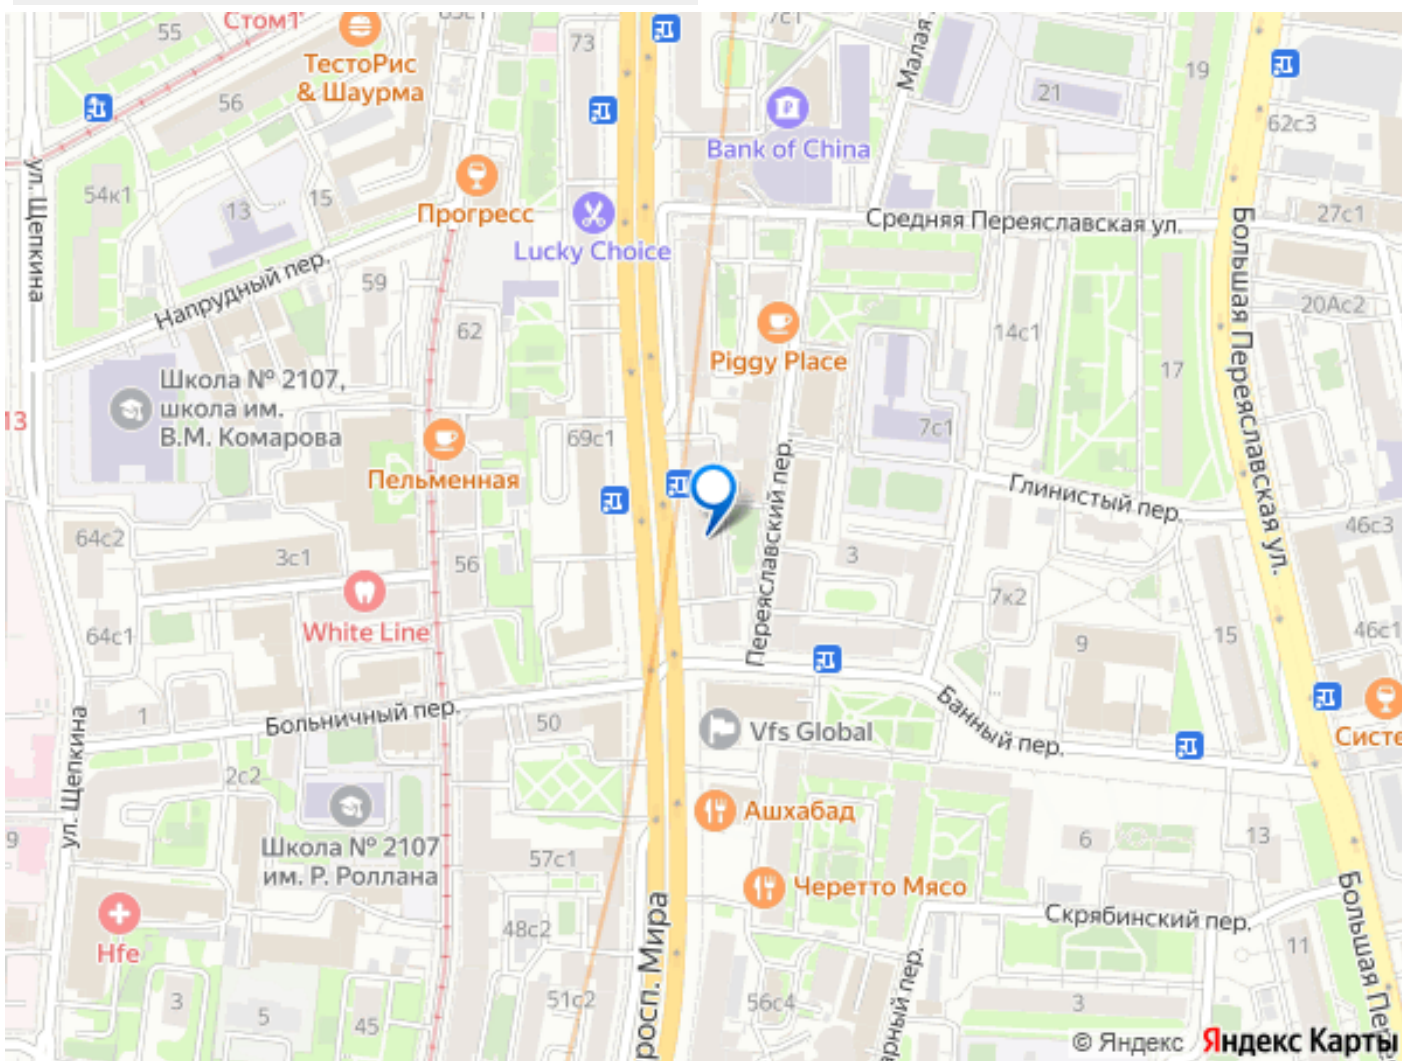 Стом
63с1
7с1
Малая
55
73
19
ТестоРис
& Шаурма
56
21
62с3
Bank of China
ул. Щепкина
54к1
13
15
Прогресс
Средняя Переяславская ул.
27с1
Lucky Choice
Напрудный пер.
59
62
Большая Переяславская ул.
20Ас2
14с1
Piggy Place
17
Школа № 2107,
школа им.
В.М. Комарова
13
69с1
7с1
Пельменная
Переяславский пер.
Глинистый пер.
46с3
64с2
3с1
56
3
7к2
White Line
64с1
9
15
46с1
1
Больничный пер.
50
Vfs Global
Банный пер.
Систе
ул. Щепкина
2с2
Ашхабад
9
Школа № 2107
им. Р. Роллана
57с1
6
13
Черетто Мясо
Скрябинский пер.
Большая Пер
Hfe
48с2
11
просп. Мира
3
5
45
51с2
56с4
арный пер.
3
© Яндекс Яндекс Карты